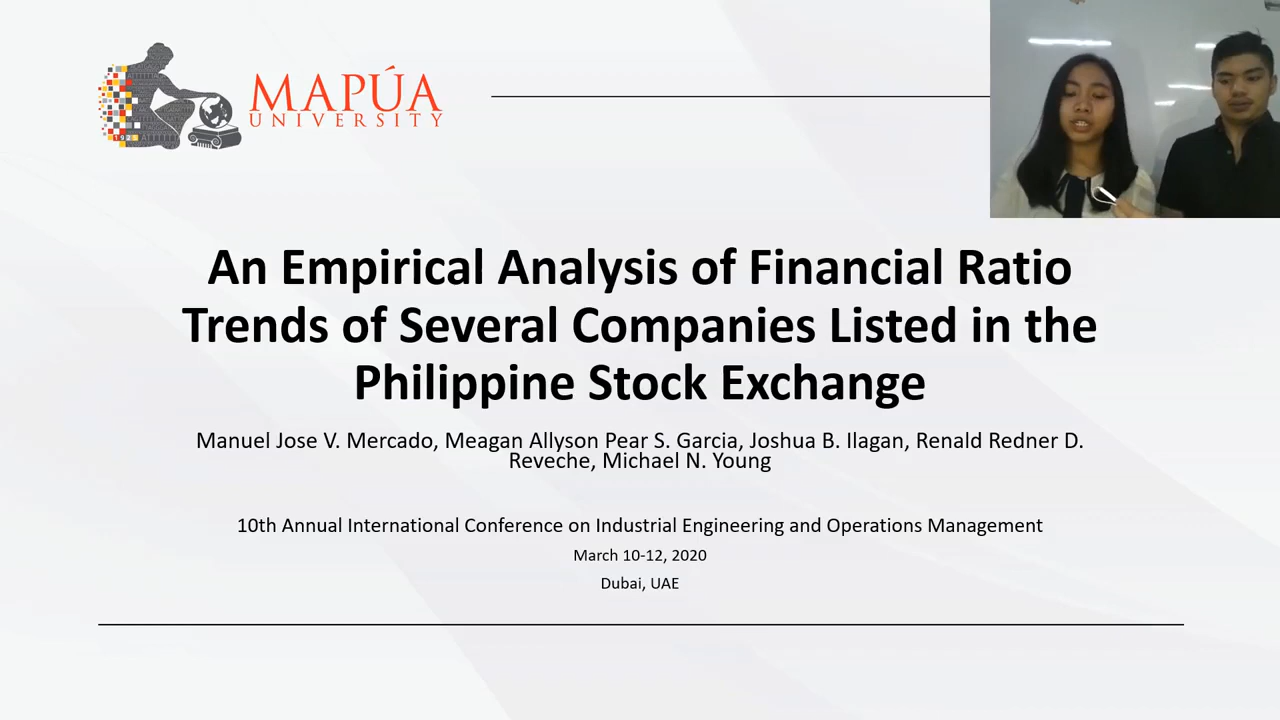 MAPÚA
UNIVERSITY
1925
An Empirical Analysis of Financial Ratio
Trends of Several Companies Listed in the
Philippine Stock Exchange
Manuel Jose V. Mercado, Meagan Allyson Pear S. Garcia, Joshua B. Ilagan, Renald Redner D.
Reveche, Michael N. Young
10th Annual International Conference on Industrial Engineering and Operations Management
March 10-12, 2020
Dubai, UAE